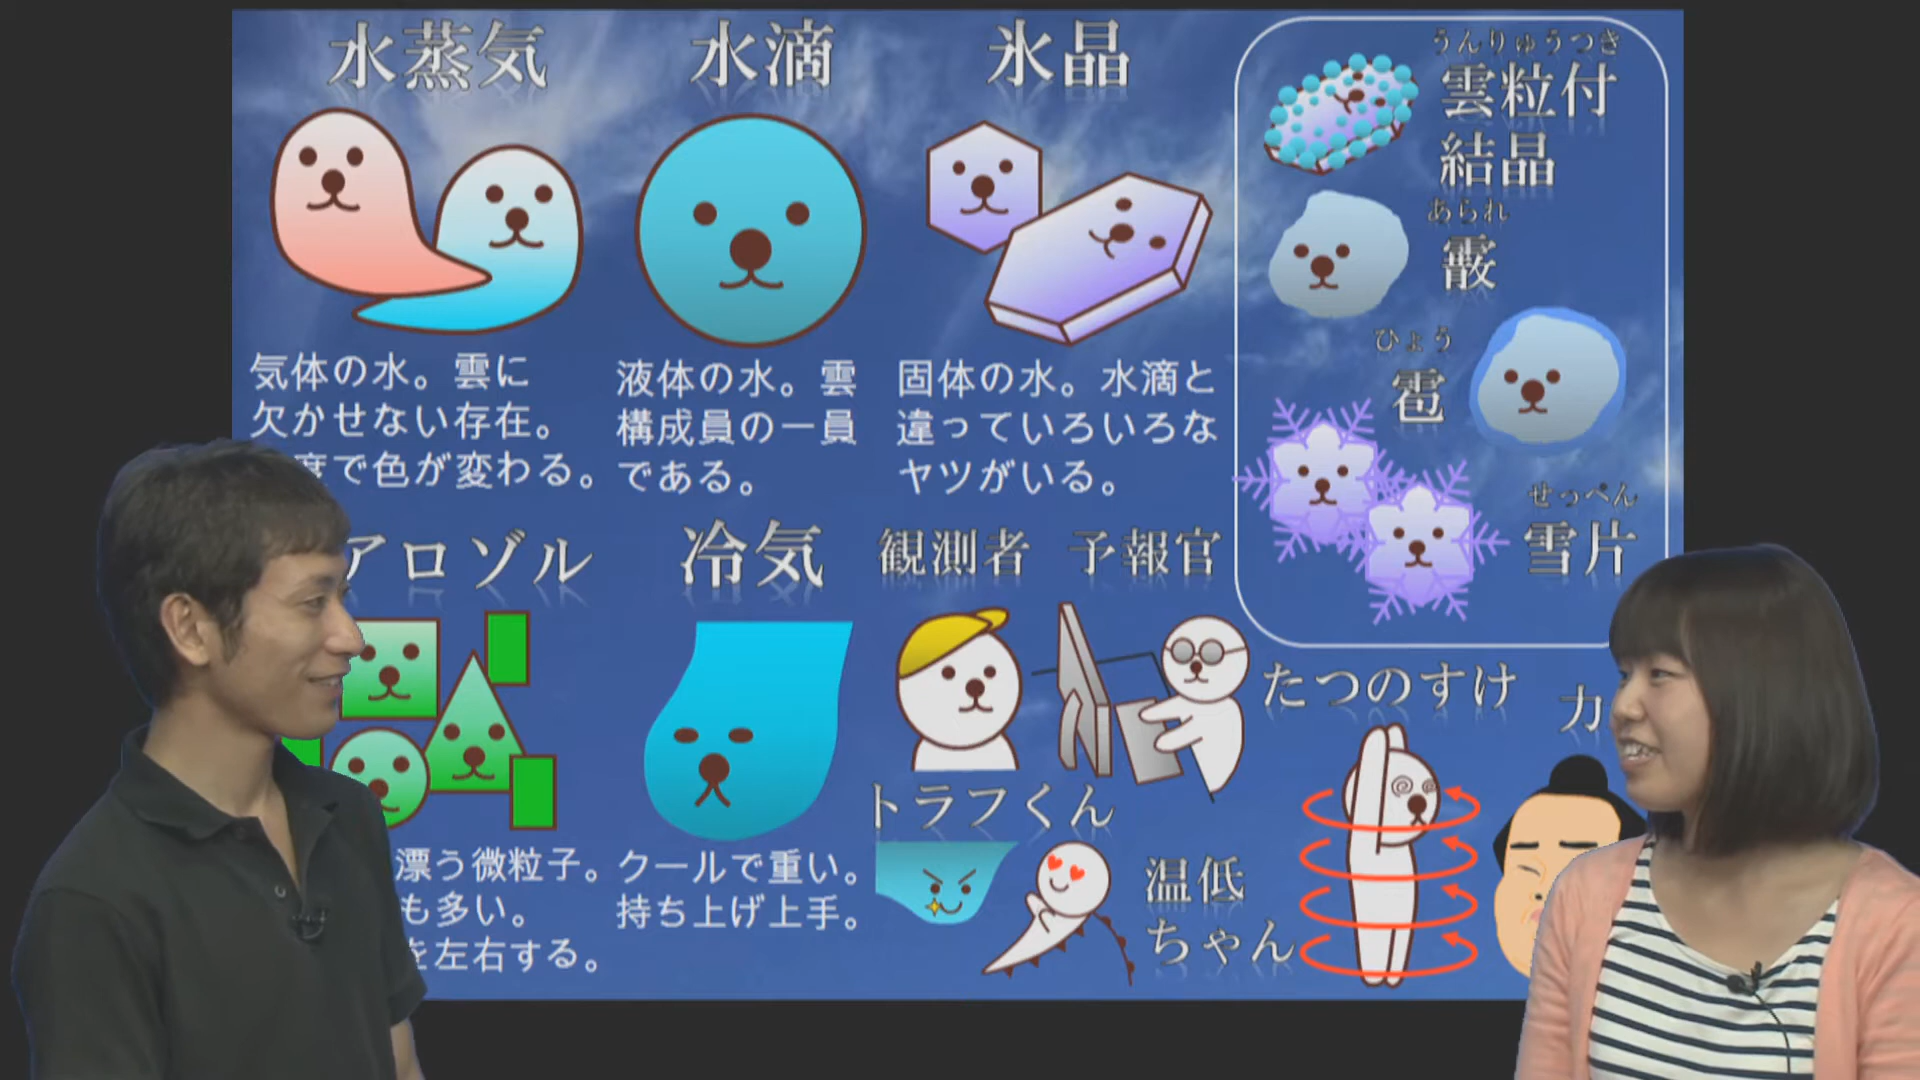 水蒸気
気体の水。雲に
欠かせない存在。
度で色が変わる。
水滴
液体の水。雲
構成員の一員
である。
氷晶
固体の水。水滴と
違っていろいろな
ヤツがいる。
うんりゅうつき
雲粒付
結晶
あられ
霰
ひょう
雹
せっぺん
雪片
アロゾル
漂う微粒子。
も多い。
を左右する。
冷気
クールで重い。
持ち上げ上手。
観測者
予報官
トラフくん
温低
ちゃん
たつのすけ
カ